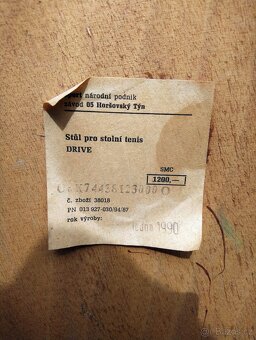 národní podnik
závod 05 Horšovský Týn
Stůl pro stolní tenis
DRIVE
SMC
1200,—
č. zboží 38018
PN 013 927-030/94/87
rok výroby:
1990